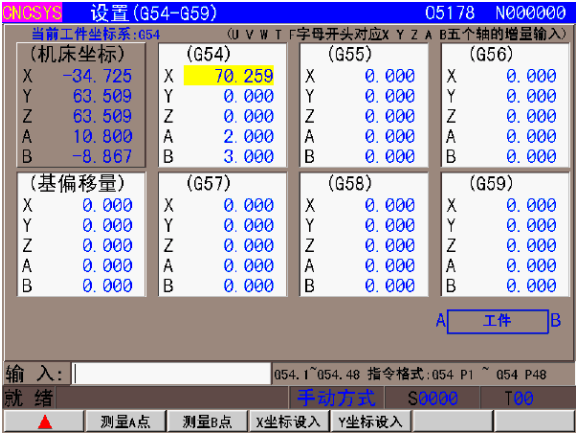 CNCSYS 设置(G54-G59) O5178 N000000
当前工件坐标系:G54 (U V W T F字母开头对应X Y Z A B五个轴的增量输入)
(机床坐标) (G54) (G55) (G56)
X -34.725 X 70.259 X 0.000 X 0.000
Y 63.509 Y 0.000 Y 0.000 Y 0.000
Z 63.509 Z 0.000 Z 0.000 Z 0.000
A 10.800 A 2.000 A 0.000 A 0.000
B -8.867 B 3.000 B 0.000 B 0.000
(基偏移量) (G57) (G58) (G59)
X 0.000 X 0.000 X 0.000 X 0.000
Y 0.000 Y 0.000 Y 0.000 Y 0.000
Z 0.000 Z 0.000 Z 0.000 Z 0.000
A 0.000 A 0.000 A 0.000 A 0.000
B 0.000 B 0.000 B 0.000 B 0.000
A 工件 B
输 入: G54.1~G54.48 指令格式:G54 P1 ~ G54 P48
就 绪 手动方式 S0000 T00
测量A点 测量B点 X坐标设入 Y坐标设入